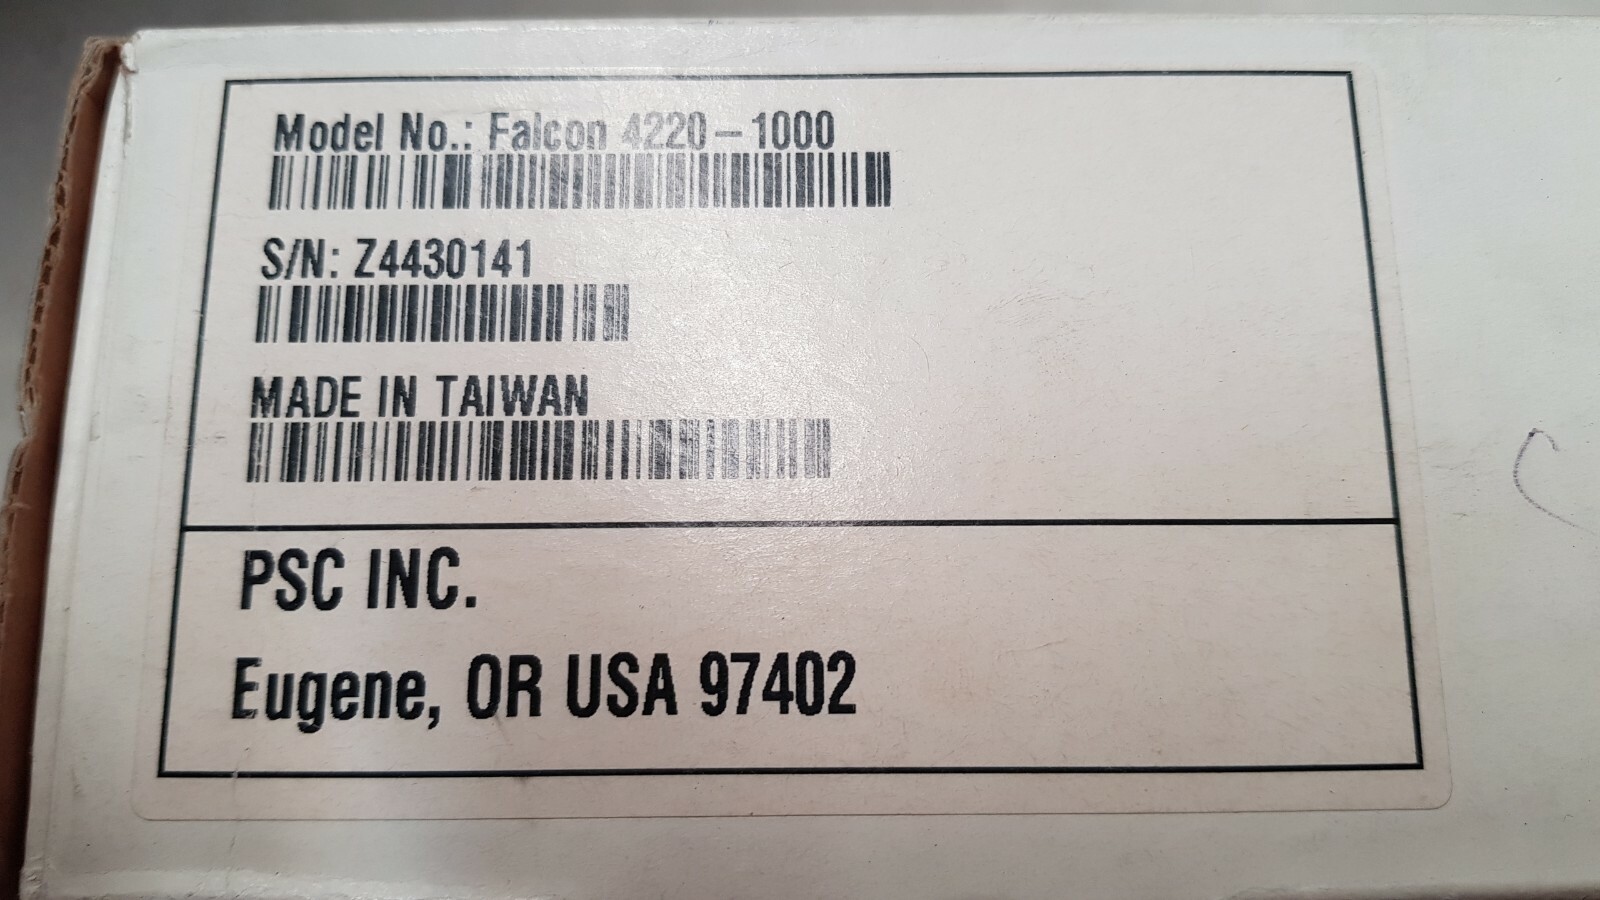 Model No.: Falcon 4220-1000
S/N: Z4430141
MADE IN TAIWAN
PSC INC.
Eugene, OR USA 97402